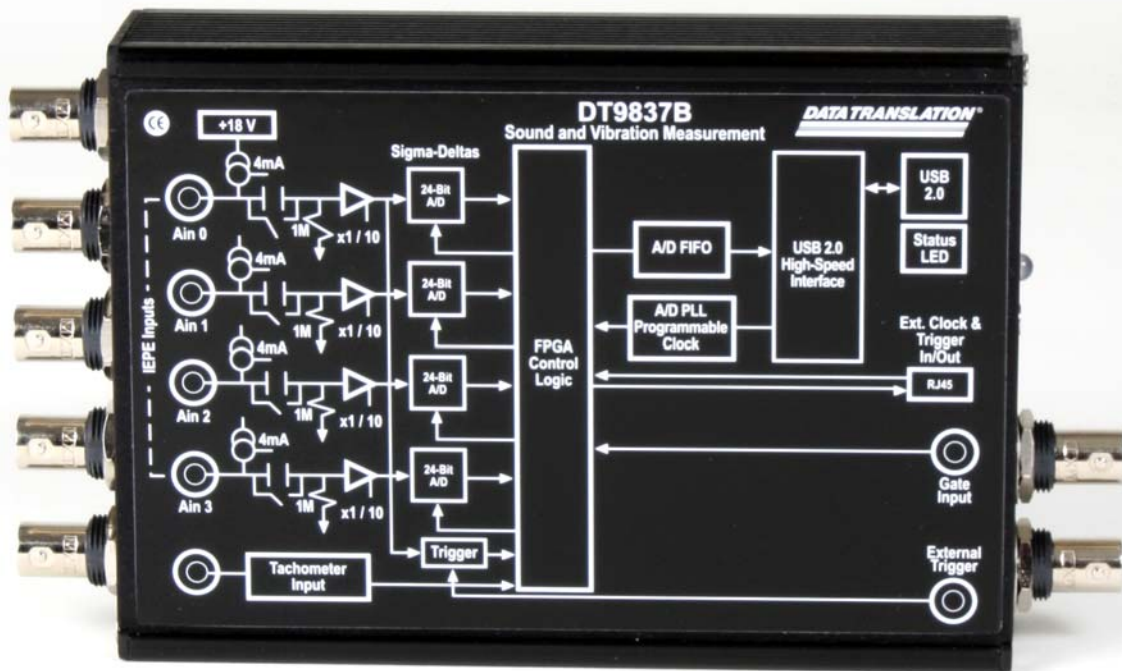 CE
+18 V
DT9837B
Sound and Vibration Measurement
DATA TRANSLATION®
4mA
Sigma-Deltas
24-Bit
A/D
Ain 0
1M
x1 / 10
4mA
24-Bit
A/D
Ain 1
1M
x1 / 10
4mA
24-Bit
A/D
Ain 2
1M
x1 / 10
4mA
24-Bit
A/D
Ain 3
1M
x1 / 10
IEPE Inputs
Trigger
Tachometer
Input
FPGA
Control
Logic
A/D FIFO
A/D PLL
Programmable
Clock
USB 2.0
High-Speed
Interface
USB
2.0
Status
LED
Ext. Clock &
Trigger
In/Out
RJ45
Gate
Input
External
Trigger